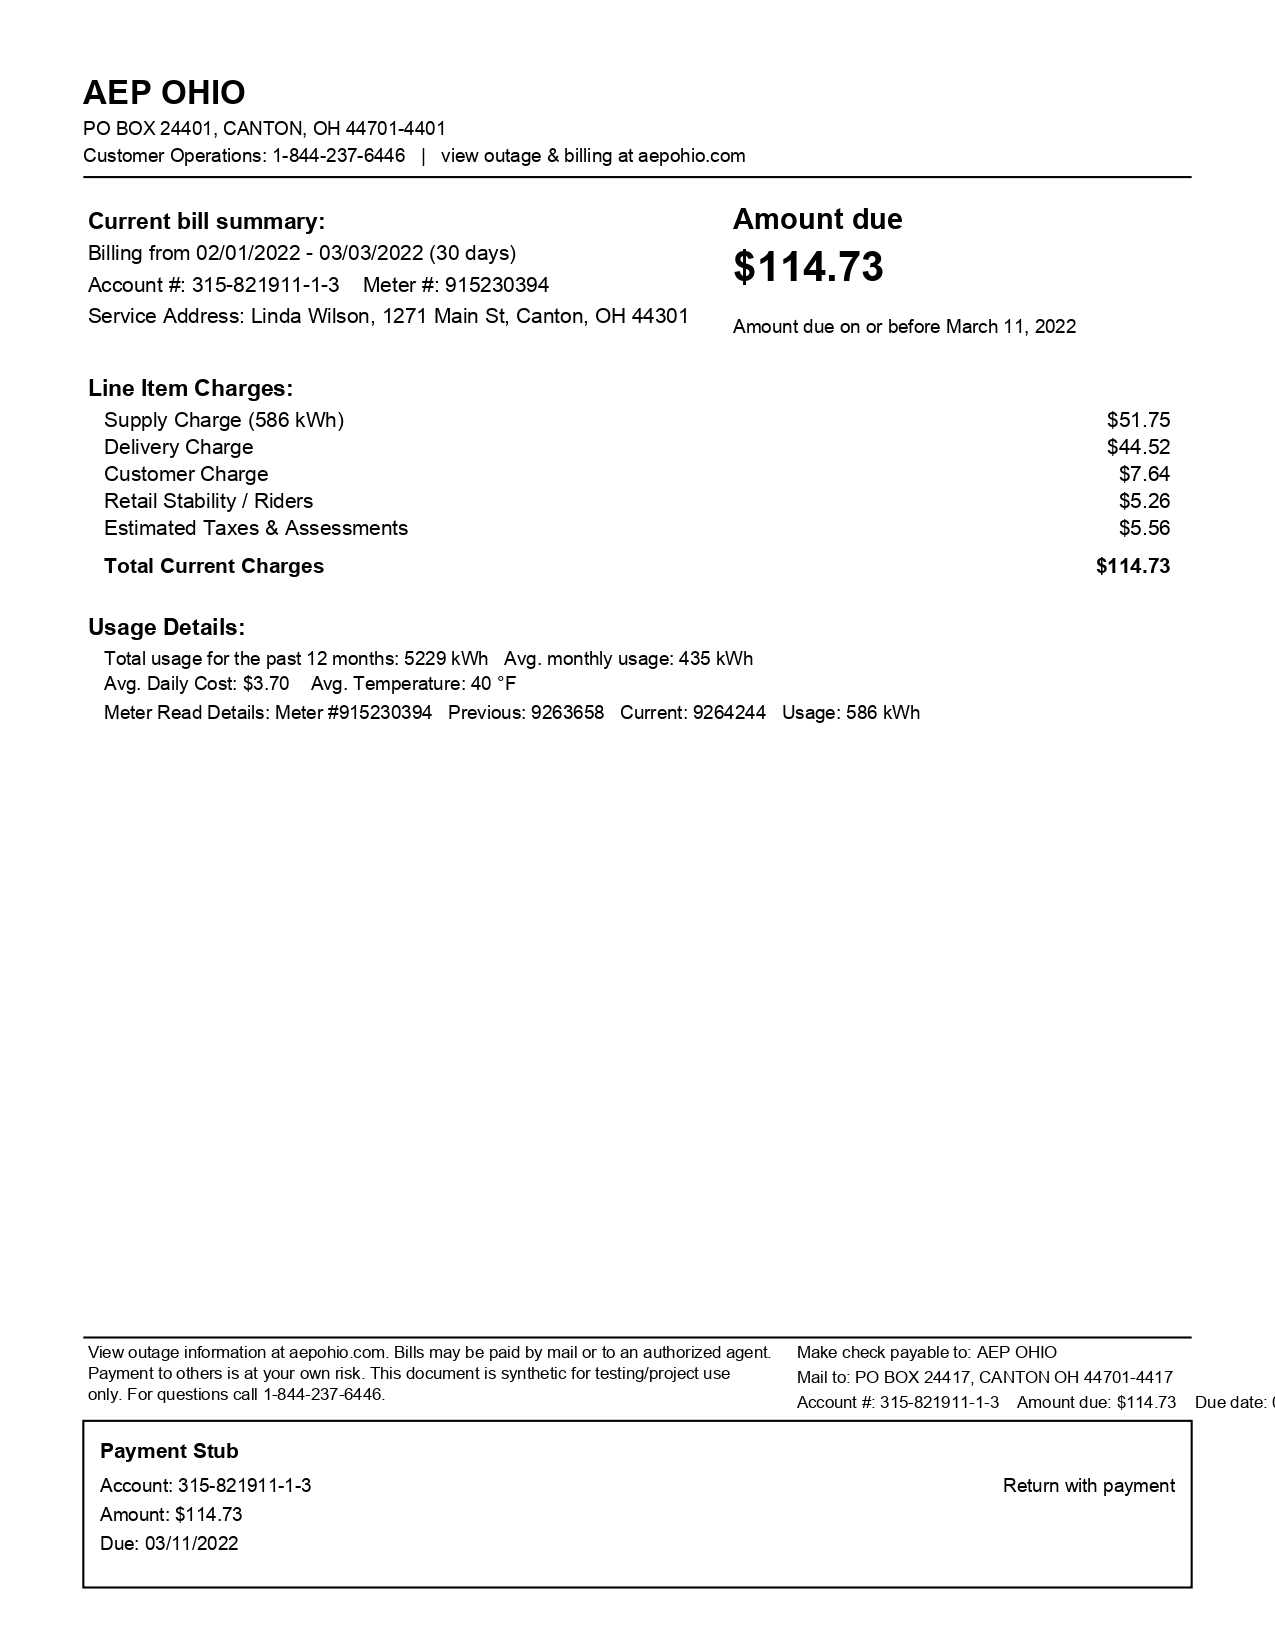 AEP OHIO
PO BOX 24401, CANTON, OH 44701-4401
Customer Operations: 1-844-237-6446 | view outage & billing at aepohio.com
Current bill summary:
Billing from 02/01/2022 - 03/03/2022 (30 days)
Account #: 315-821911-1-3 Meter #: 915230394
Service Address: Linda Wilson, 1271 Main St, Canton, OH 44301
Amount due
$114.73
Amount due on or before March 11, 2022
Line Item Charges:
Supply Charge (586 kWh) $51.75
Delivery Charge $44.52
Customer Charge $7.64
Retail Stability / Riders $5.26
Estimated Taxes & Assessments $5.56
Total Current Charges $114.73
Usage Details:
Total usage for the past 12 months: 5229 kWh Avg. monthly usage: 435 kWh
Avg. Daily Cost: $3.70 Avg. Temperature: 40 °F
Meter Read Details: Meter #915230394 Previous: 9263658 Current: 9264244 Usage: 586 kWh
View outage information at aepohio.com. Bills may be paid by mail or to an authorized agent.
Payment to others is at your own risk. This document is synthetic for testing/project use
only. For questions call 1-844-237-6446.
Make check payable to: AEP OHIO
Mail to: PO BOX 24417, CANTON OH 44701-4417
Account #: 315-821911-1-3 Amount due: $114.73 Due date:
Payment Stub
Account: 315-821911-1-3
Return with payment
Amount: $114.73
Due: 03/11/2022